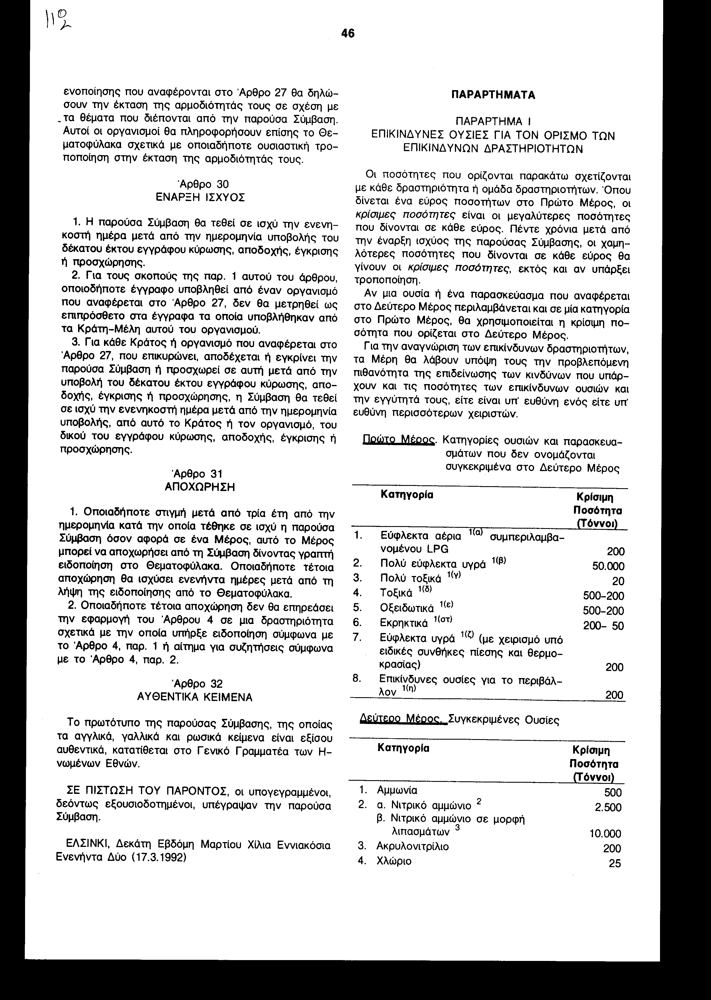 112
46
ενοποίησης που αναφέρονται στο Άρθρο 27 θα δηλώ-
σουν την έκταση της αρμοδιότητάς τους σε σχέση με
τα θέματα που διέπονται από την παρούσα Σύμβαση.
Αυτοί οι οργανισμοί θα πληροφορήσουν επίσης το Θε-
ματοφύλακα σχετικά με οποιαδήποτε ουσιαστική τρο-
ποποίηση στην έκταση της αρμοδιότητάς τους.
Άρθρο 30
ΕΝΑΡΞΗ ΙΣΧΥΟΣ
1. Η παρούσα Σύμβαση θα τεθεί σε ισχύ την ενενη-
κοστή ημέρα μετά από την ημερομηνία υποβολής του
δέκατου έκτου εγγράφου κύρωσης, αποδοχής, έγκρισης
ή προσχώρησης.
2. Για τους σκοπούς της παρ. 1 αυτού του άρθρου,
οποιοδήποτε έγγραφο υποβληθεί από έναν οργανισμό
που αναφέρεται στο Άρθρο 27, δεν θα μετρηθεί ως
επιπρόσθετο στα έγγραφα τα οποία υποβλήθηκαν από
τα Κράτη-Μέλη αυτού του οργανισμού.
3. Για κάθε Κράτος ή οργανισμό που αναφέρεται στο
Άρθρο 27, που επικυρώνει, αποδέχεται ή εγκρίνει την
παρούσα Σύμβαση ή προσχωρεί σε αυτή μετά από την
υποβολή του δέκατου έκτου εγγράφου κύρωσης, απο-
δοχής, έγκρισης ή προσχώρησης, η Σύμβαση θα τεθεί
σε ισχύ την ενενηκοστή ημέρα μετά από την ημερομηνία
υποβολής, από αυτό το Κράτος ή τον οργανισμό, του
δικού του εγγράφου κύρωσης, αποδοχής, έγκρισης ή
προσχώρησης.
Άρθρο 31
ΑΠΟΧΩΡΗΣΗ
1. Οποιαδήποτε στιγμή μετά από τρία έτη από την
ημερομηνία κατά την οποία τέθηκε σε ισχύ η παρούσα
Σύμβαση όσον αφορά σε ένα Μέρος, αυτό το Μέρος
μπορεί να αποχωρήσει από τη Σύμβαση δίνοντας γραπτή
ειδοποίηση στο Θεματοφύλακα. Οποιαδήποτε τέτοια
αποχώρηση θα ισχύσει ενενήντα ημέρες μετά από τη
λήψη της ειδοποίησης από το Θεματοφύλακα.
2. Οποιαδήποτε τέτοια αποχώρηση δεν θα επηρεάσει
την εφαρμογή του Άρθρου 4 σε μια δραστηριότητα
σχετικά με την οποία υπήρξε ειδοποίηση σύμφωνα με
το Άρθρο 4, παρ. 1 ή αίτημα για συζητήσεις σύμφωνα
με το Άρθρο 4, παρ. 2.
Άρθρο 32
ΑΥΘΕΝΤΙΚΑ ΚΕΙΜΕΝΑ
Το πρωτότυπο της παρούσας Σύμβασης, της οποίας
τα αγγλικά, γαλλικά και ρωσικά κείμενα είναι εξίσου
αυθεντικά, κατατίθεται στο Γενικό Γραμματέα των Η-
νωμένων Εθνών.
ΣΕ ΠΙΣΤΩΣΗ ΤΟΥ ΠΑΡΟΝΤΟΣ, οι υπογεγραμμένοι,
δεόντως εξουσιοδοτημένοι, υπέγραψαν την παρούσα
Σύμβαση.
ΕΛΣΙΝΚΙ, Δεκάτη Εβδόμη Μαρτίου Χίλια Εννιακόσια
Ενενήντα Δύο (17.3.1992)
ΠΑΡΑΡΤΗΜΑΤΑ
ΠΑΡΑΡΤΗΜΑ Ι
ΕΠΙΚΙΝΔΥΝΕΣ ΟΥΣΙΕΣ ΓΙΑ ΤΟΝ ΟΡΙΣΜΟ ΤΩΝ
ΕΠΙΚΙΝΔΥΝΩΝ ΔΡΑΣΤΗΡΙΟΤΗΤΩΝ
Οι ποσότητες που ορίζονται παρακάτω σχετίζονται
με κάθε δραστηριότητα ή ομάδα δραστηριοτήτων. Όπου
δίνεται ένα εύρος ποσοτήτων στο Πρώτο Μέρος, οι
κρίσιμες ποσότητες είναι οι μεγαλύτερες ποσότητες
που δίνονται σε κάθε εύρος. Πέντε χρόνια μετά από
την έναρξη ισχύος της παρούσας Σύμβασης, οι χαμη-
λότερες ποσότητες που δίνονται σε κάθε εύρος θα
γίνουν οι κρίσιμες ποσότητες, εκτός και αν υπάρξει
τροποποίηση.
Αν μια ουσία ή ένα παρασκεύασμα που αναφέρεται
στο Δεύτερο Μέρος περιλαμβάνεται και σε μία κατηγορία
στο Πρώτο Μέρος, θα χρησιμοποιείται η κρίσιμη πο-
σότητα που ορίζεται στο Δεύτερο Μέρος.
Για την αναγνώριση των επικίνδυνων δραστηριοτήτων,
τα Μέρη θα λάβουν υπόψη τους την προβλεπόμενη
πιθανότητα της επιδείνωσης των κινδύνων που υπάρ-
χουν και τις ποσότητες των επικίνδυνων ουσιών και
την εγγύτητά τους, είτε είναι υπ' ευθύνη ενός είτε υπ'
ευθύνη περισσότερων χειριστών.
Πρώτο Μέρος. Κατηγορίες ουσιών και παρασκευα-
σμάτων που δεν ονομάζονται
συγκεκριμένα στο Δεύτερο Μέρος
Κατηγορία Κρίσιμη
Ποσότητα
(Τόννοι)
1. Εύφλεκτα αέρια 1(α) συμπεριλαμβα-
νομένου LPG 200
2. Πολύ εύφλεκτα υγρά 1(β) 50.000
3. Πολύ τοξικά 1(γ) 20
4. Τοξικά 1(δ) 500-200
5. Οξειδωτικά 1(ε) 500-200
6. Εκρηκτικά 1(στ) 200- 50
7. Εύφλεκτα υγρά 1(ζ) (με χειρισμό υπό
ειδικές συνθήκες πίεσης και θερμο-
κρασίας) 200
8. Επικίνδυνες ουσίες για το περιβάλ-
λον 1(η) 200
Δεύτερο Μέρος. Συγκεκριμένες Ουσίες
Κατηγορία Κρίσιμη
Ποσότητα
(Τόννοι)
1. Αμμωνία 500
2. α. Νιτρικό αμμώνιο 2 2.500
β. Νιτρικό αμμώνιο σε μορφή
λιπασμάτων 3 10.000
3. Ακρυλονιτρίλιο 200
4. Χλώριο 25